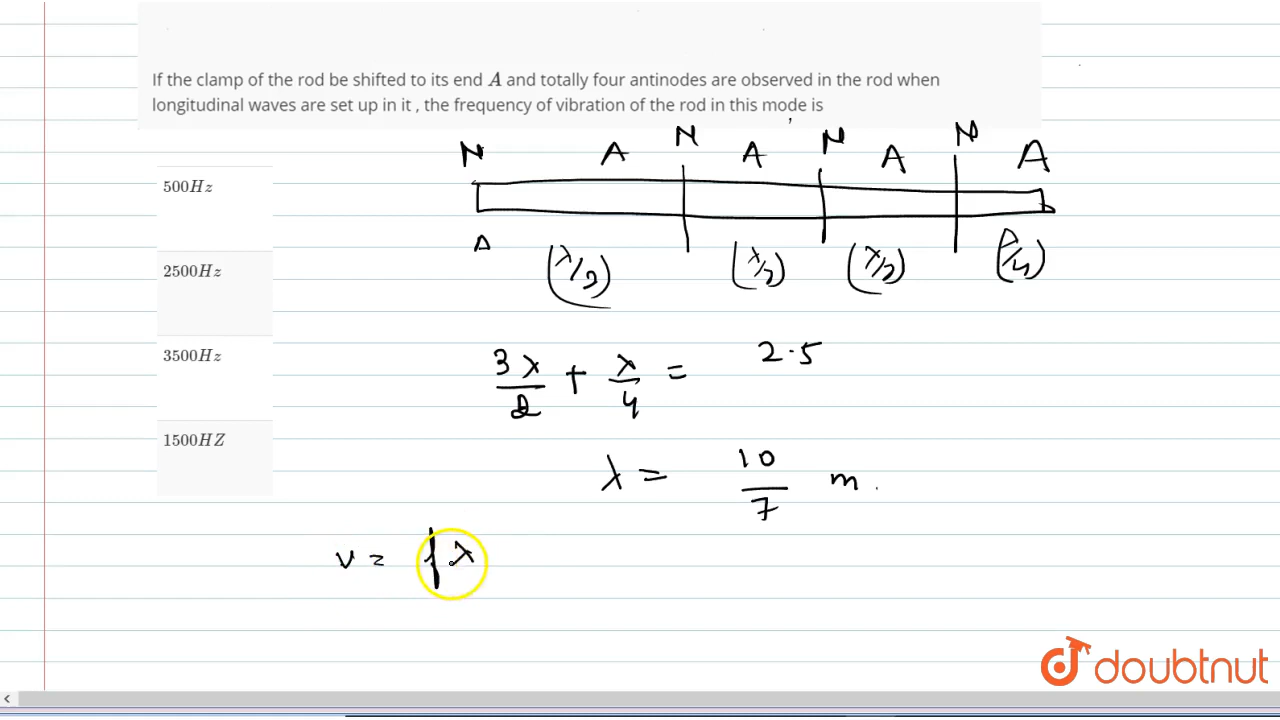 If the clamp of the rod be shifted to its end A and totally four antinodes are observed in the rod when
longitudinal waves are set up in it , the frequency of vibration of the rod in this mode is
N A N A N A N A
500Hz
A (λ/2) (λ/2) (λ/2) (λ/4)
2500Hz
3λ/2 + λ/4 = 2.5
3500Hz
1500HZ
λ = 10/7 m.
v = fλ
doubtnut